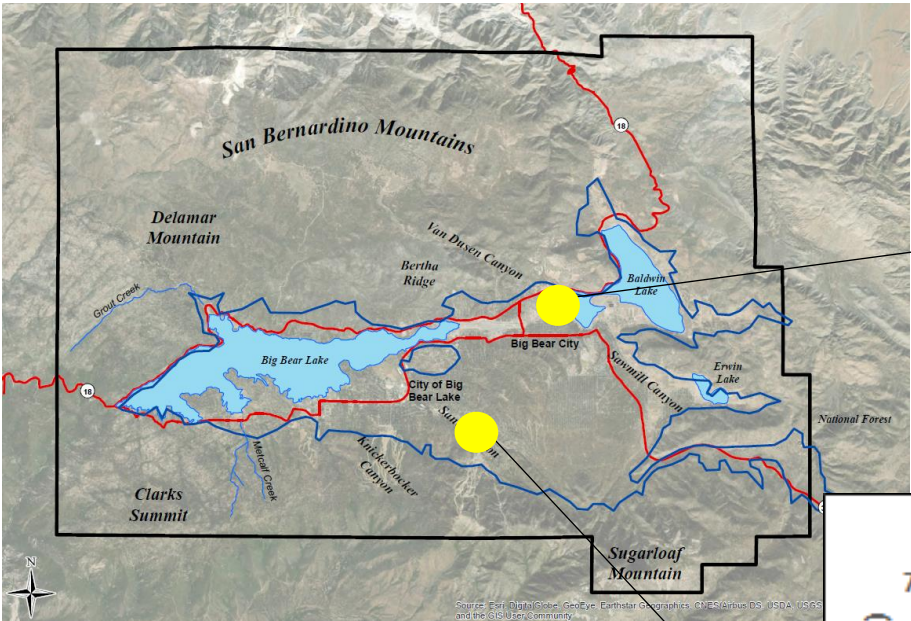 San Bernardino Mountains
18
Delamar
Mountain
Van Dusen Canyon
Bertha
Ridge
Baldwin
Lake
Grout Creek
Big Bear City
Big Bear Lake
Erwin
Lake
Sawmill Canyon
City of Big
Bear Lake
18
National Forest
Knickerbacker
Canyon
Metcalf Creek
Clarks
Summit
Sugarloaf
Mountain
N
Source: Esri, DigitalGlobe, GeoEye, Earthstar Geographics, CNES/Airbus DS, USDA, USGS
and the GIS User Community